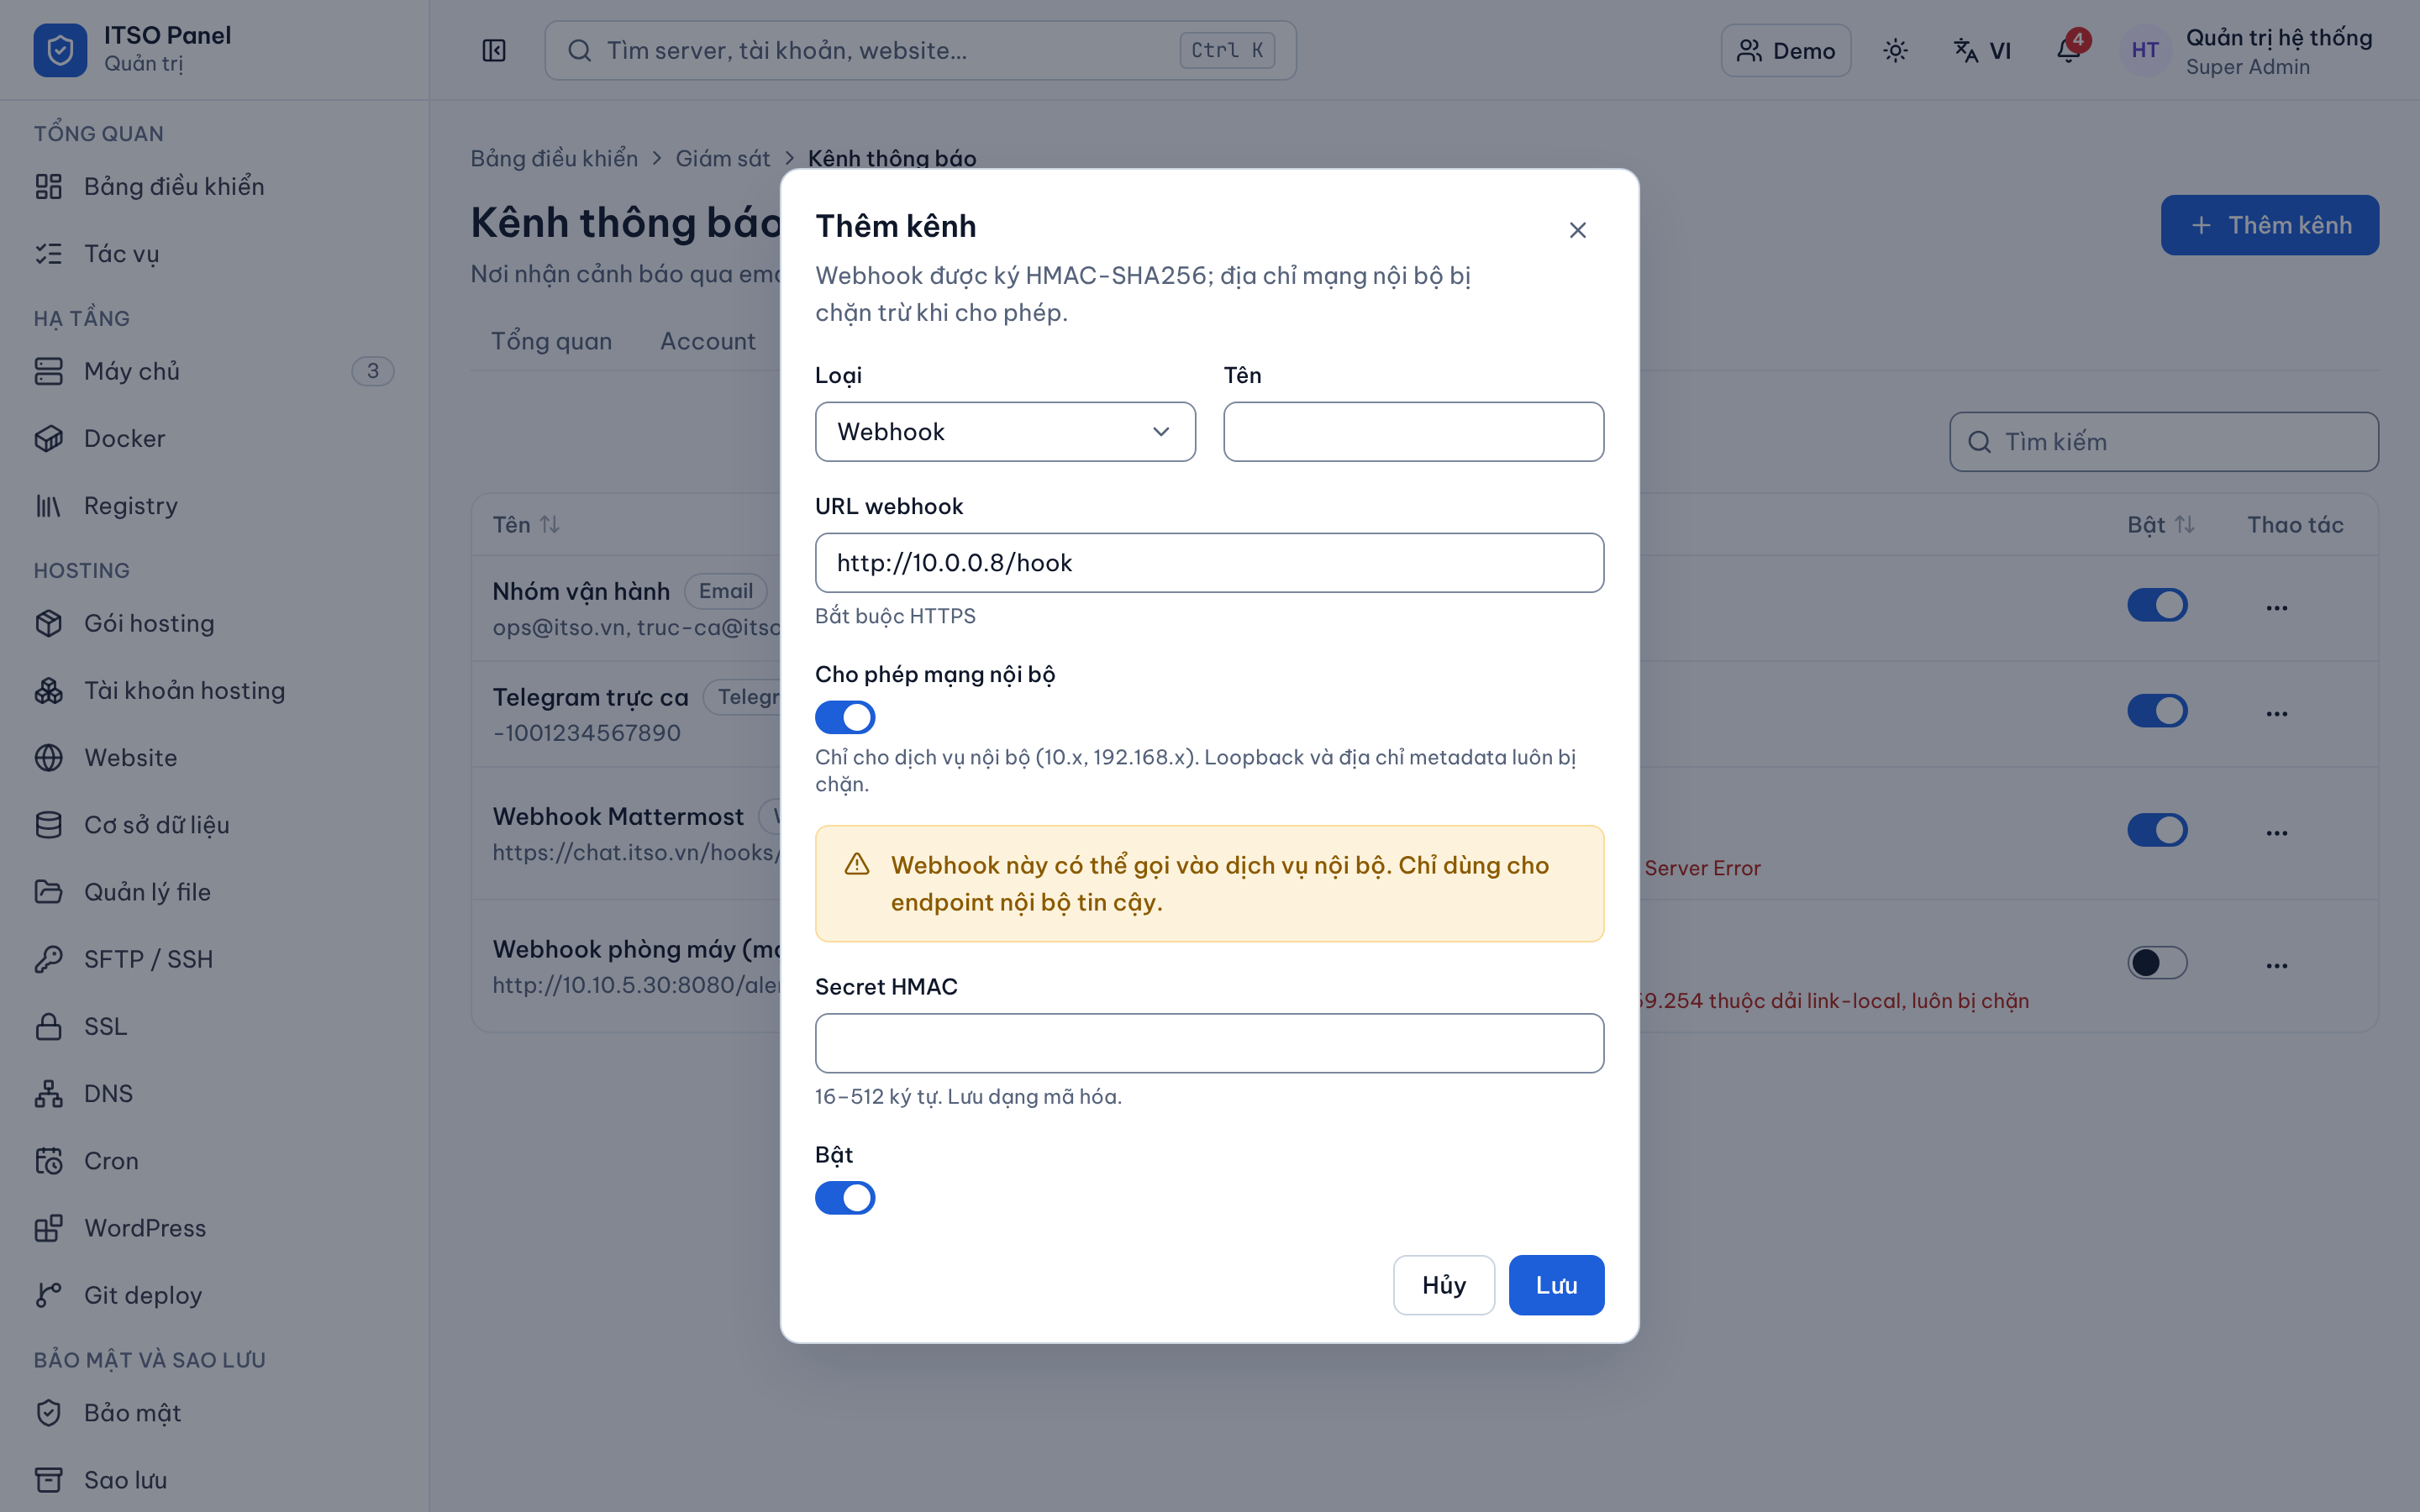 ITSO Panel
Quản trị
Tìm server, tài khoản, website...
Ctrl K
Demo
VI
4
HT
Quản trị hệ thống
Super Admin
TỔNG QUAN
Bảng điều khiển
Tác vụ
HẠ TẦNG
Máy chủ
3
Docker
Registry
HOSTING
Gói hosting
Tài khoản hosting
Website
Cơ sở dữ liệu
Quản lý file
SFTP / SSH
SSL
DNS
Cron
WordPress
Git deploy
BẢO MẬT VÀ SAO LƯU
Bảo mật
Sao lưu
Bảng điều khiển > Giám sát > Kênh thông báo
Kênh thông báo
Nơi nhận cảnh báo qua
Thêm kênh
Tổng quan
Account
Tìm kiếm
Tên
Bật
Thao tác
Nhóm vận hành
Email
ops@itso.vn,
Telegram trực ca
-1001234567890
Webhook Mattermost
https://chat.itso.vn/hooks/
Server Error
Webhook phòng máy
http://10.10.5.30:8080/
thuộc dải link-local, luôn bị chặn
Thêm kênh
Webhook được ký HMAC-SHA256; địa chỉ mạng nội bộ bị
chặn trừ khi cho phép.
Loại
Tên
Webhook
URL webhook
http://10.0.0.8/hook
Bắt buộc HTTPS
Cho phép mạng nội bộ
Chỉ cho dịch vụ nội bộ (10.x, 192.168.x). Loopback và địa chỉ metadata luôn bị
chặn.
Webhook này có thể gọi vào dịch vụ nội bộ. Chỉ dùng cho
endpoint nội bộ tin cậy.
Secret HMAC
16–512 ký tự. Lưu dạng mã hóa.
Bật
Hủy
Lưu